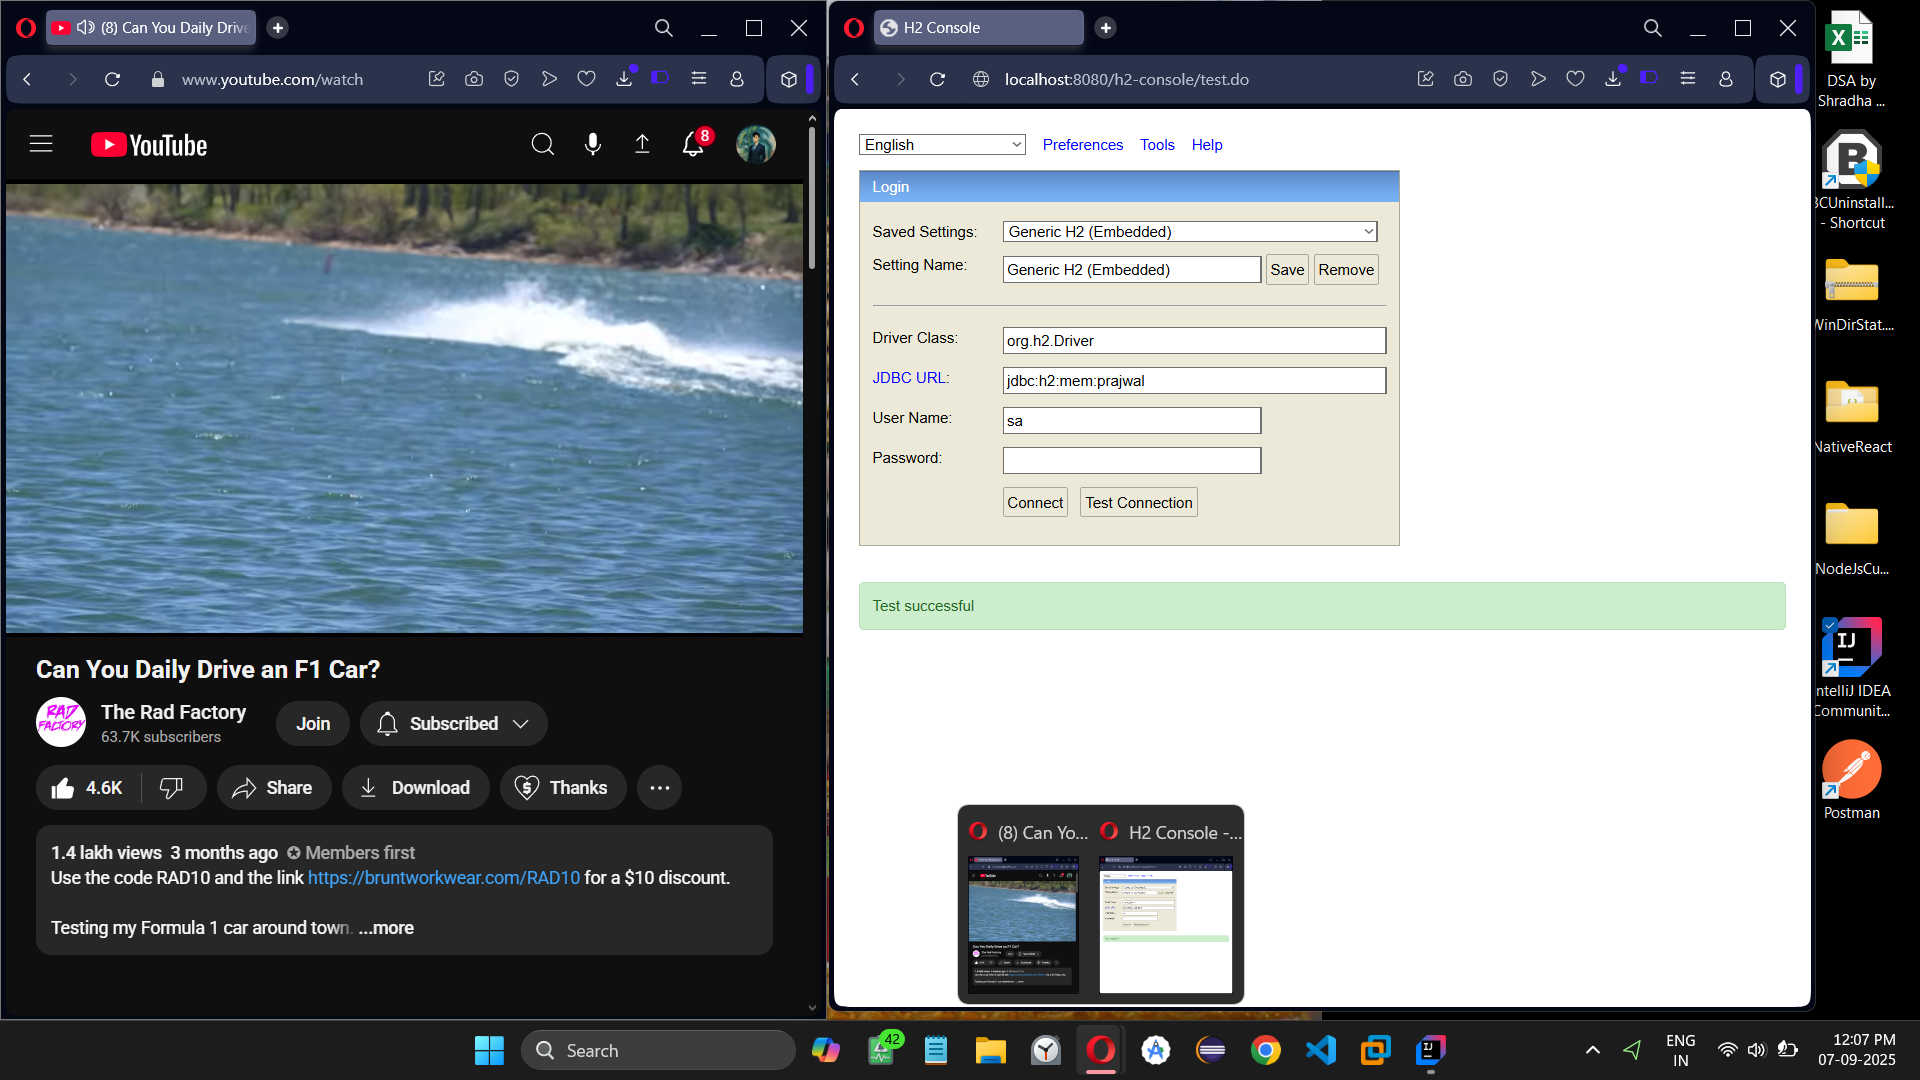 (8) Can You Daily Drive
www.youtube.com/watch
YouTube
8
Can You Daily Drive an F1 Car?
RAD FACTORY
The Rad Factory
63.7K subscribers
Join
Subscribed
4.6K
Share
Download
Thanks
1.4 lakh views 3 months ago Members first
Use the code RAD10 and the link https://bruntworkwear.com/RAD10 for a $10 discount.
Testing my Formula 1 car around town. ...more
H2 Console
localhost:8080/h2-console/test.do
English
Preferences
Tools
Help
Login
Saved Settings:
Generic H2 (Embedded)
Setting Name:
Generic H2 (Embedded)
Save
Remove
Driver Class:
org.h2.Driver
JDBC URL:
jdbc:h2:mem:prajwal
User Name:
sa
Password:
Connect
Test Connection
Test successful
(8) Can Yo...
H2 Console -...
DSA by
Shradha ...
BCUninstall...
- Shortcut
WinDirStat....
NativeReact
NodeJsCu...
IntelliJ IDEA
Communit...
Postman
Search
42
ENG
IN
12:07 PM
07-09-2025